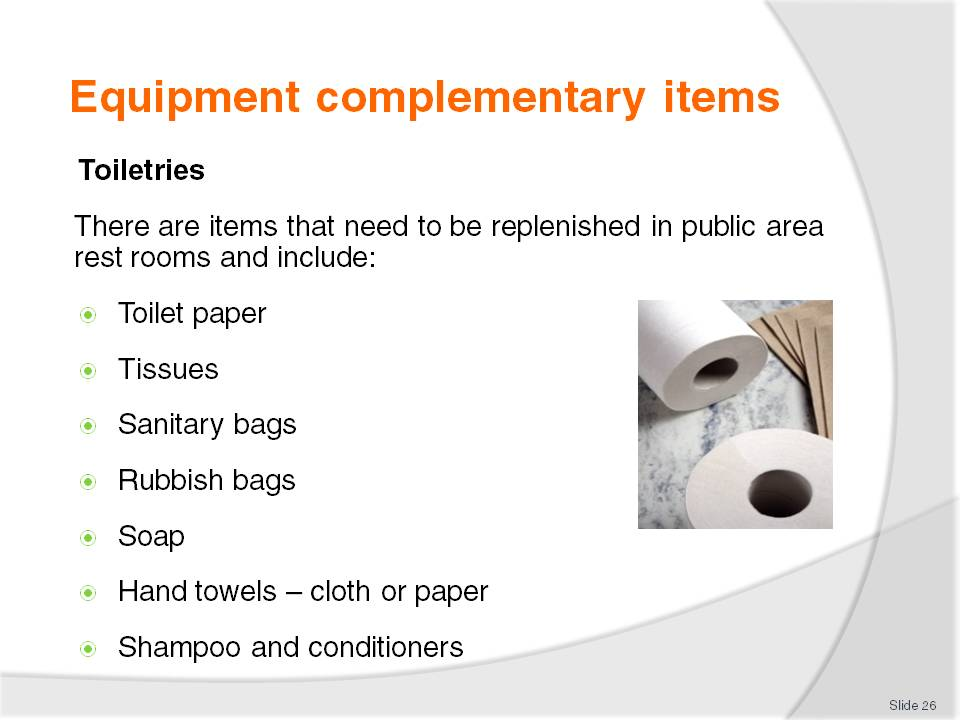 Equipment complementary items
Toiletries
There are items that need to be replenished in public area
rest rooms and include:
Toilet paper
Tissues
Sanitary bags
Rubbish bags
Soap
Hand towels – cloth or paper
Shampoo and conditioners
Slide 26